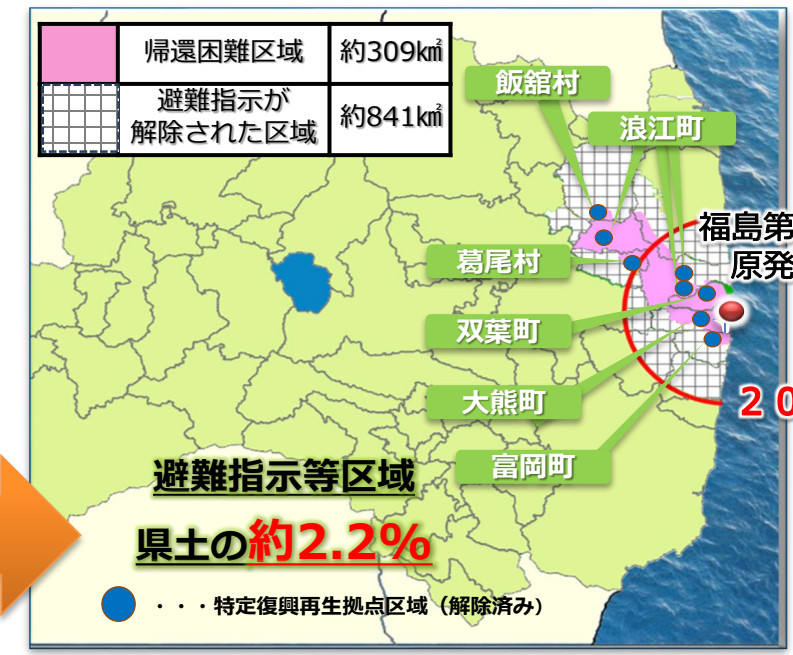 帰還困難区域 約309㎢
避難指示が
解除された区域 約841㎢
飯舘村
浪江町
福島第
原発
葛尾村
双葉町
大熊町
20
富岡町
避難指示等区域
県土の約2.2%
・・・特定復興再生拠点区域（解除済み）